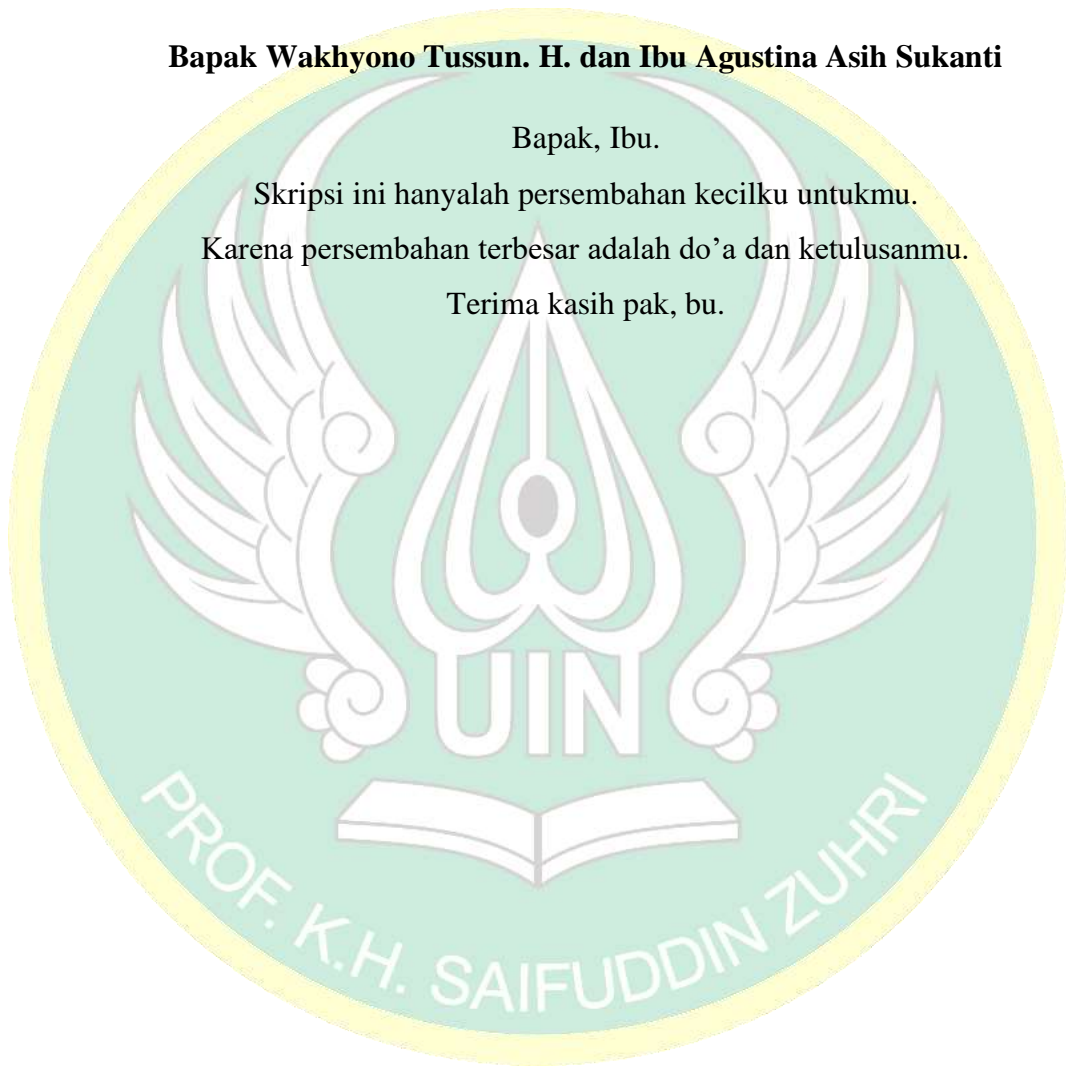 Bapak Wakhyono Tussun. H. dan Ibu Agustina Asih Sukanti
Bapak, Ibu.
Skripsi ini hanyalah persembahan kecilku untukmu.
Karena persembahan terbesar adalah do’a dan ketulusanmu.
Terima kasih pak, bu.
UIN
PROF. K.H. SAIFUDDIN ZUHRI